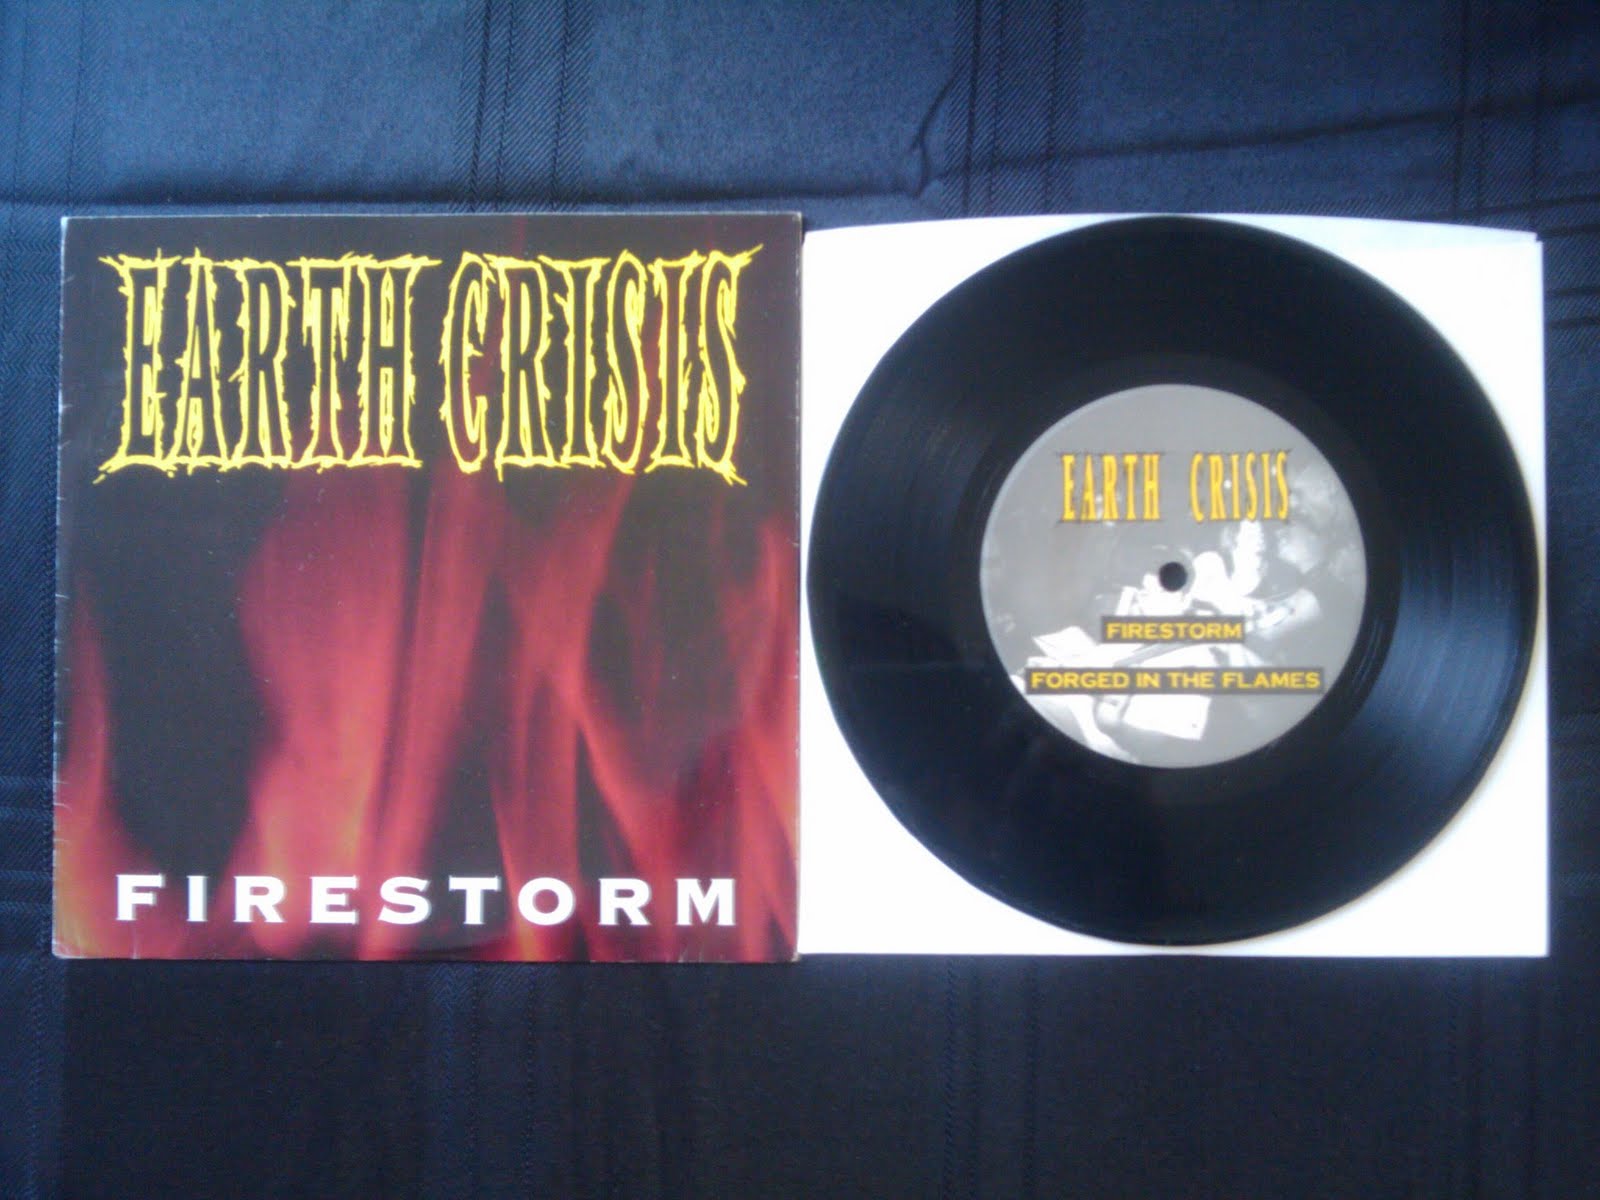 EARTH CRISIS
FIRESTORM
EARTH CRISIS
FIRESTORM
FORGED IN THE FLAMES